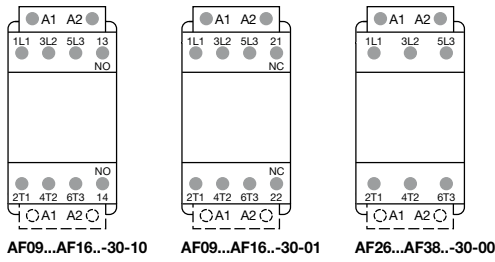 A1 A2 A1 A2 A1 A2
1L1 3L2 5L3 13 1L1 3L2 5L3 21 1L1 3L2 5L3
NO NC
NO NC
2T1 4T2 6T3 14 2T1 4T2 6T3 22 2T1 4T2 6T3
A1 A2 A1 A2 A1 A2
AF09...AF16..-30-10 AF09...AF16..-30-01 AF26...AF38..-30-00